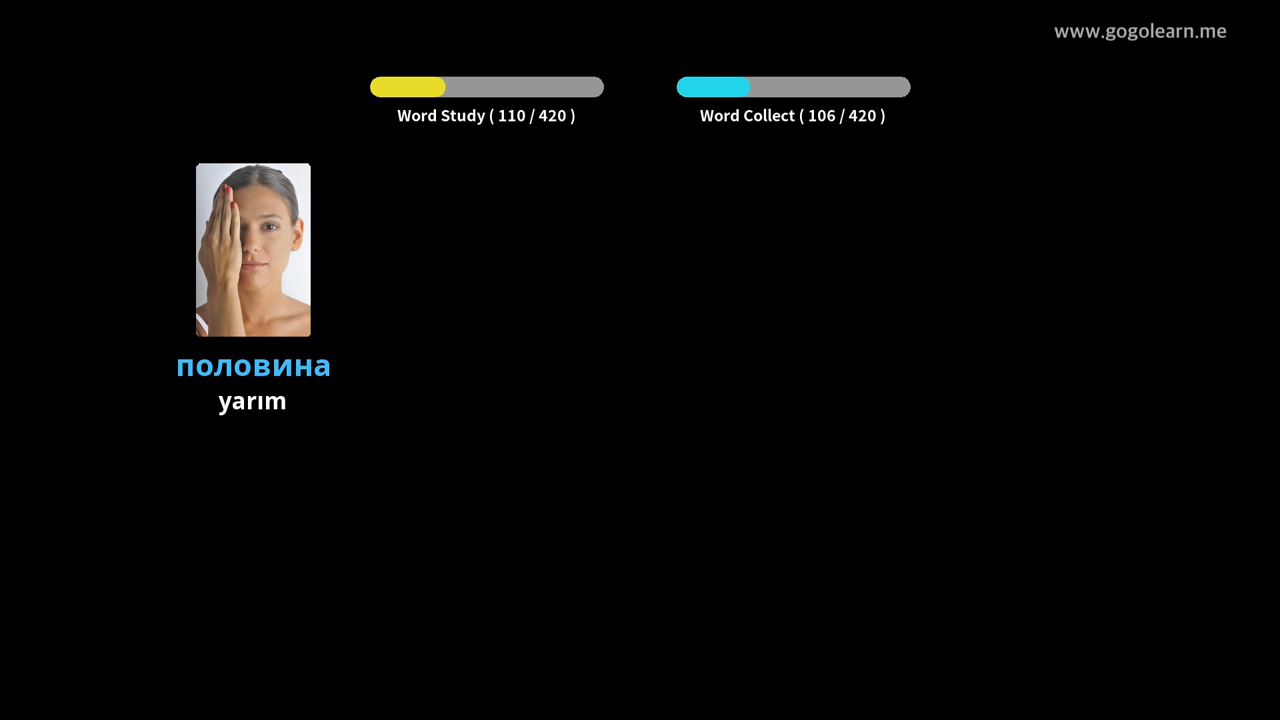 www.gogolearn.me
Word Study ( 110 / 420 )
Word Collect ( 106 / 420 )
половина
yarım